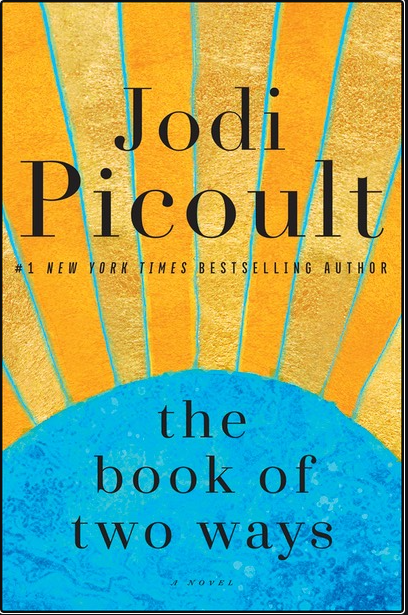 Jodi
Picoult
#1 NEW YORK TIMES BESTSELLING AUTHOR
the
book of
two ways
A NOVEL